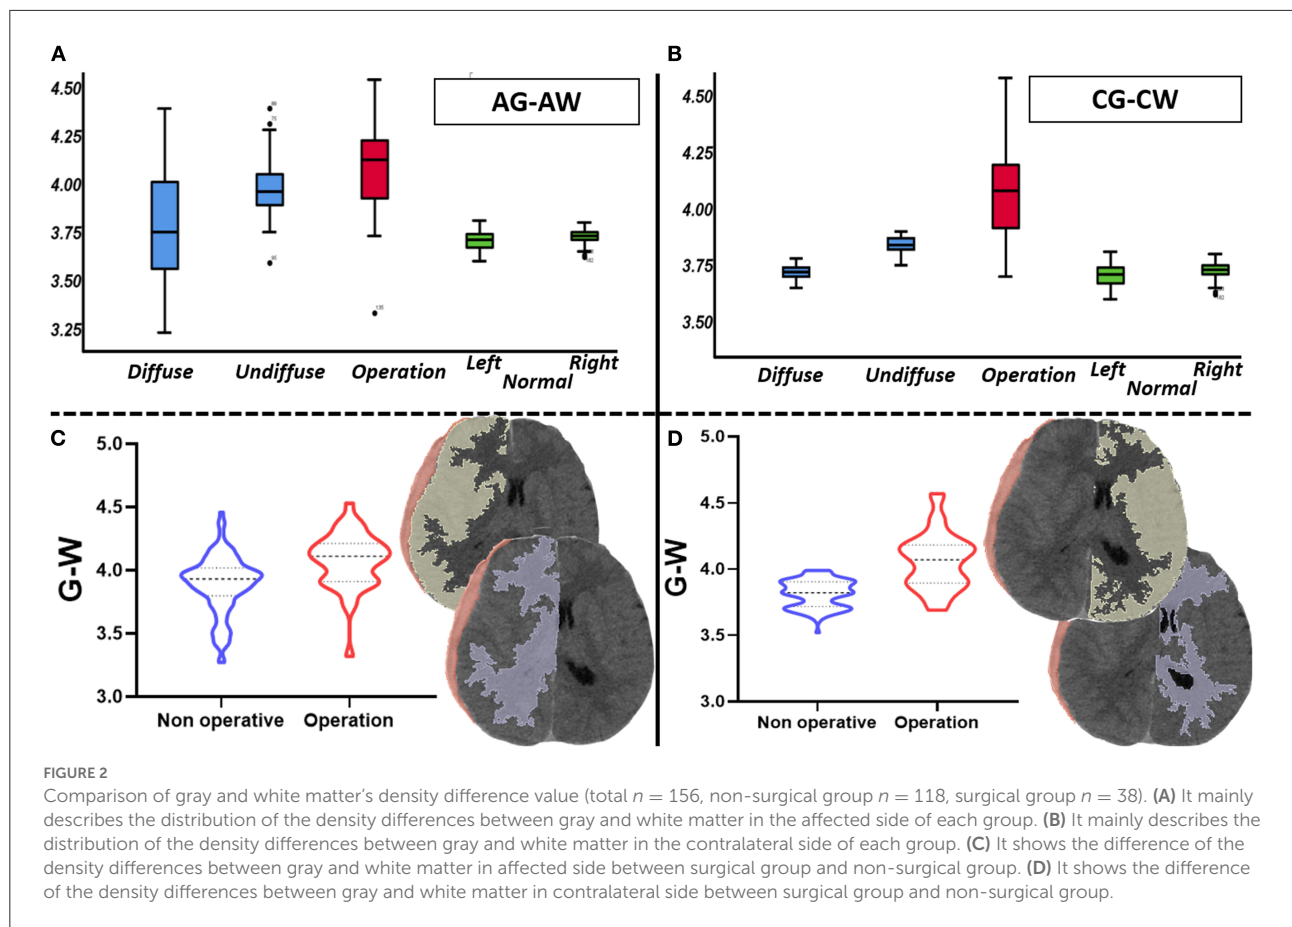 A
4.50
4.25
4.00
3.75
3.50
3.25
AG-AW
Diffuse
Undiffuse
Operation
Left
Normal
Right
B
4.50
4.25
4.00
3.75
3.50
CG-CW
Diffuse
Undiffuse
Operation
Left
Normal
Right
C
5.0
4.5
4.0
3.5
3.0
G-W
Non operative
Operation
D
5.0
4.5
4.0
3.5
3.0
G-W
Non operative
Operation
FIGURE 2
Comparison of gray and white matter's density difference value (total n = 156, non-surgical group n = 118, surgical group n = 38). (A) It mainly
describes the distribution of the density differences between gray and white matter in the affected side of each group. (B) It mainly describes the
distribution of the density differences between gray and white matter in the contralateral side of each group. (C) It shows the difference of the
density differences between gray and white matter in affected side between surgical group and non-surgical group. (D) It shows the difference
of the density differences between gray and white matter in contralateral side between surgical group and non-surgical group.